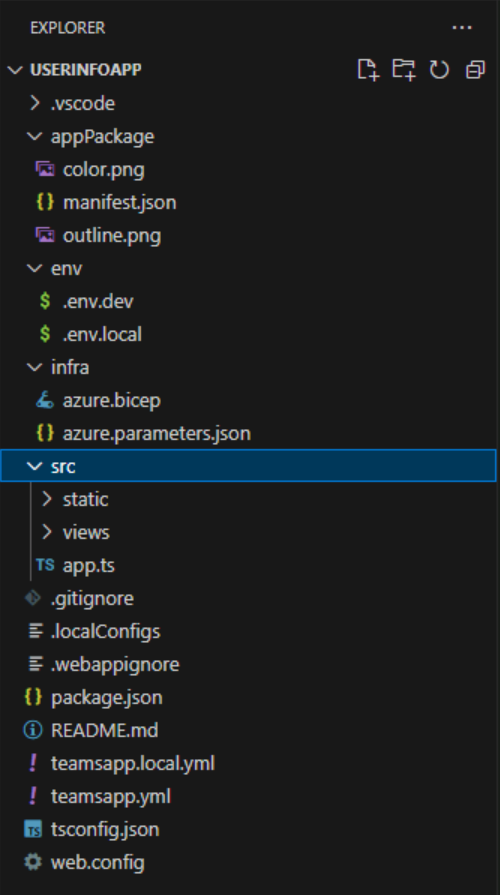 EXPLORER ...
USERINFOAPP
.vscode
appPackage
color.png
{} manifest.json
outline.png
env
$ .env.dev
$ .env.local
infra
azure.bicep
{} azure.parameters.json
src
static
views
TS app.ts
.gitignore
.localConfigs
.webappignore
{} package.json
README.md
! teamsapp.local.yml
! teamsapp.yml
TS tsconfig.json
web.config